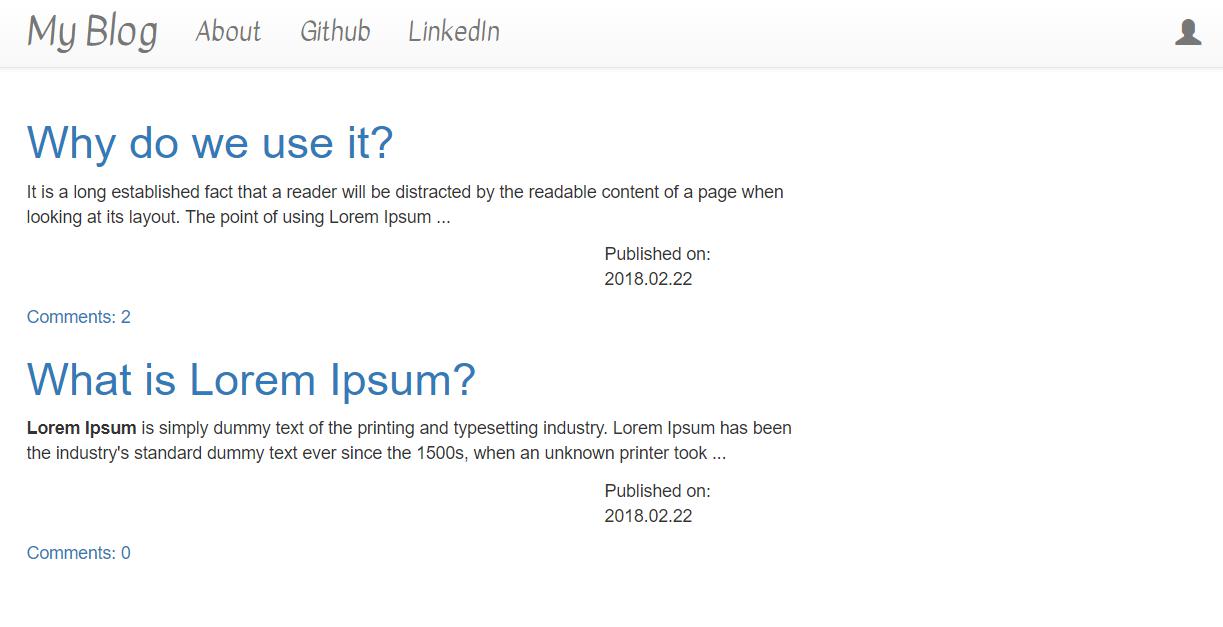 My Blog About Github LinkedIn
Why do we use it?
It is a long established fact that a reader will be distracted by the readable content of a page when
looking at its layout. The point of using Lorem Ipsum ...
Published on:
2018.02.22
Comments: 2
What is Lorem Ipsum?
Lorem Ipsum is simply dummy text of the printing and typesetting industry. Lorem Ipsum has been
the industry's standard dummy text ever since the 1500s, when an unknown printer took ...
Published on:
2018.02.22
Comments: 0